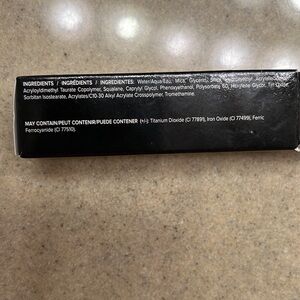 INGREDIENTS / INGRÉDIENTS / INGREDIENTES: Water/Aqua/Eau, Mica, Glycerin,
Acryloyldimethyl Taurate Copolymer, Squalane, Caprylyl Glycol, Phenoxyethanol, Polysorbate 60, Hexylene Glycol, Tin Oxide,
Sorbitan Isostearate, Acrylates/C10-30 Alkyl Acrylate Crosspolymer, Tromethamine.
MAY CONTAIN/PEUT CONTENIR/PUEDE CONTENER (+/-): Titanium Dioxide (CI 77891), Iron Oxide (CI 77499), Ferric
Ferrocyanide (CI 77510).